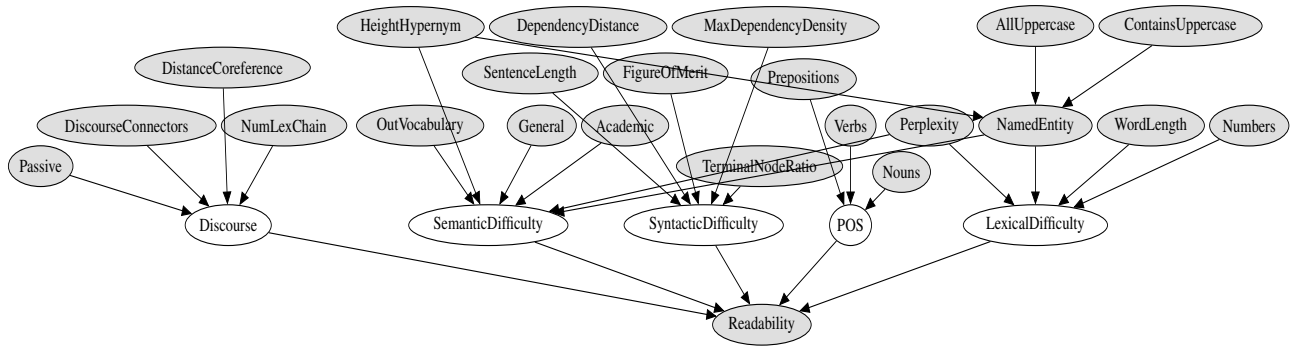 HeightHypernym
DependencyDistance
MaxDependencyDensity
AllUppercase
ContainsUppercase
DistanceCoreference
SentenceLength
FigureOfMerit
Prepositions
DiscourseConnectors
NumLexChain
OutVocabulary
General
Academic
Verbs
Perplexity
NamedEntity
WordLength
Numbers
Passive
TerminalNodeRatio
Nouns
Discourse
SemanticDifficulty
SyntacticDifficulty
POS
LexicalDifficulty
Readability